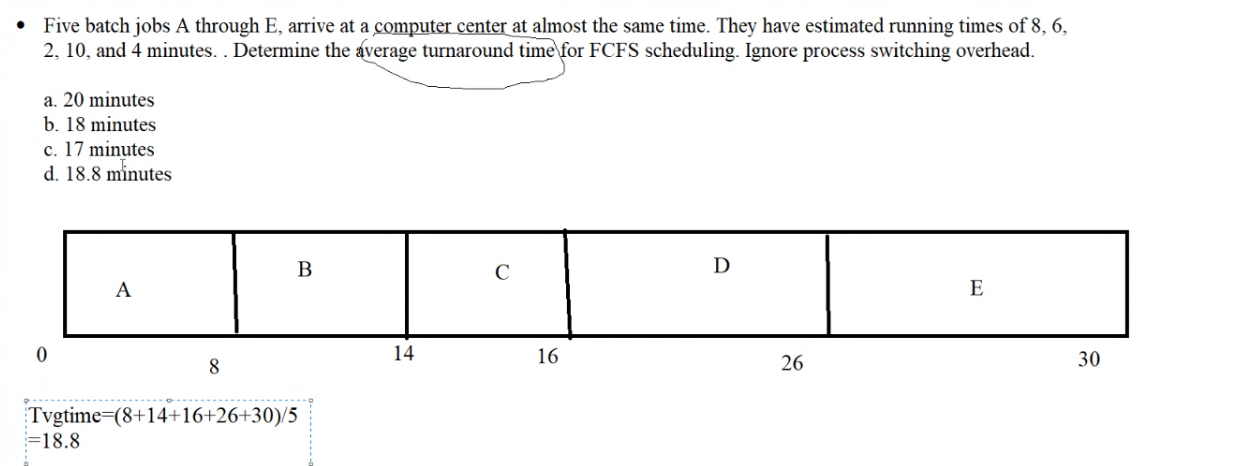 • Five batch jobs A through E, arrive at a computer center at almost the same time. They have estimated running times of 8, 6,
2, 10, and 4 minutes. . Determine the average turnaround time for FCFS scheduling. Ignore process switching overhead.
a. 20 minutes
b. 18 minutes
c. 17 minutes
d. 18.8 minutes
A B C D E
0 8 14 16 26 30
Tvgtime=(8+14+16+26+30)/5
=18.8